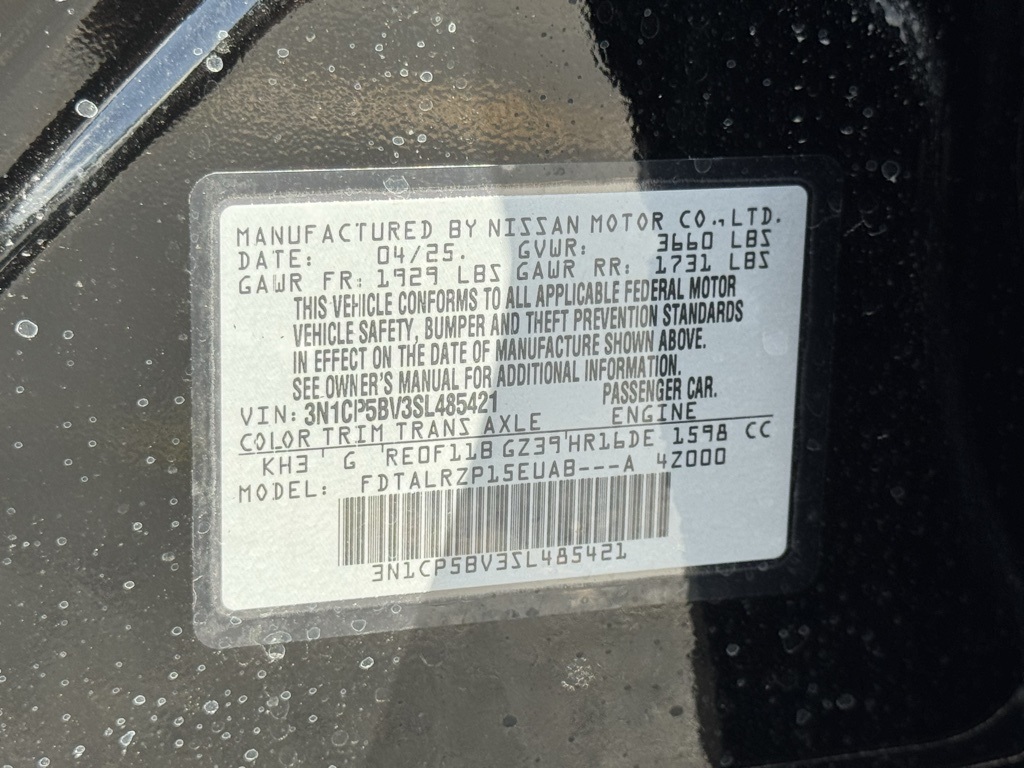 MANUFACTURED BY NISSAN MOTOR CO., LTD.
DATE: 04/25. GVWR: 3660 LBS
GAWR FR: 1929 LBS GAWR RR: 1731 LBS
THIS VEHICLE CONFORMS TO ALL APPLICABLE FEDERAL MOTOR
VEHICLE SAFETY, BUMPER AND THEFT PREVENTION STANDARDS
IN EFFECT ON THE DATE OF MANUFACTURE SHOWN ABOVE.
SEE OWNER'S MANUAL FOR ADDITIONAL INFORMATION.
VIN: 3N1CP5BV3SL485421 PASSENGER CAR.
COLOR TRIM TRANS AXLE ENGINE
KH3 ' G ' RE0F11B GZ39 ' HR16DE 1598 CC
MODEL: FDTALRZP15EUAB---A 4Z000
3N1CP5BV3SL485421